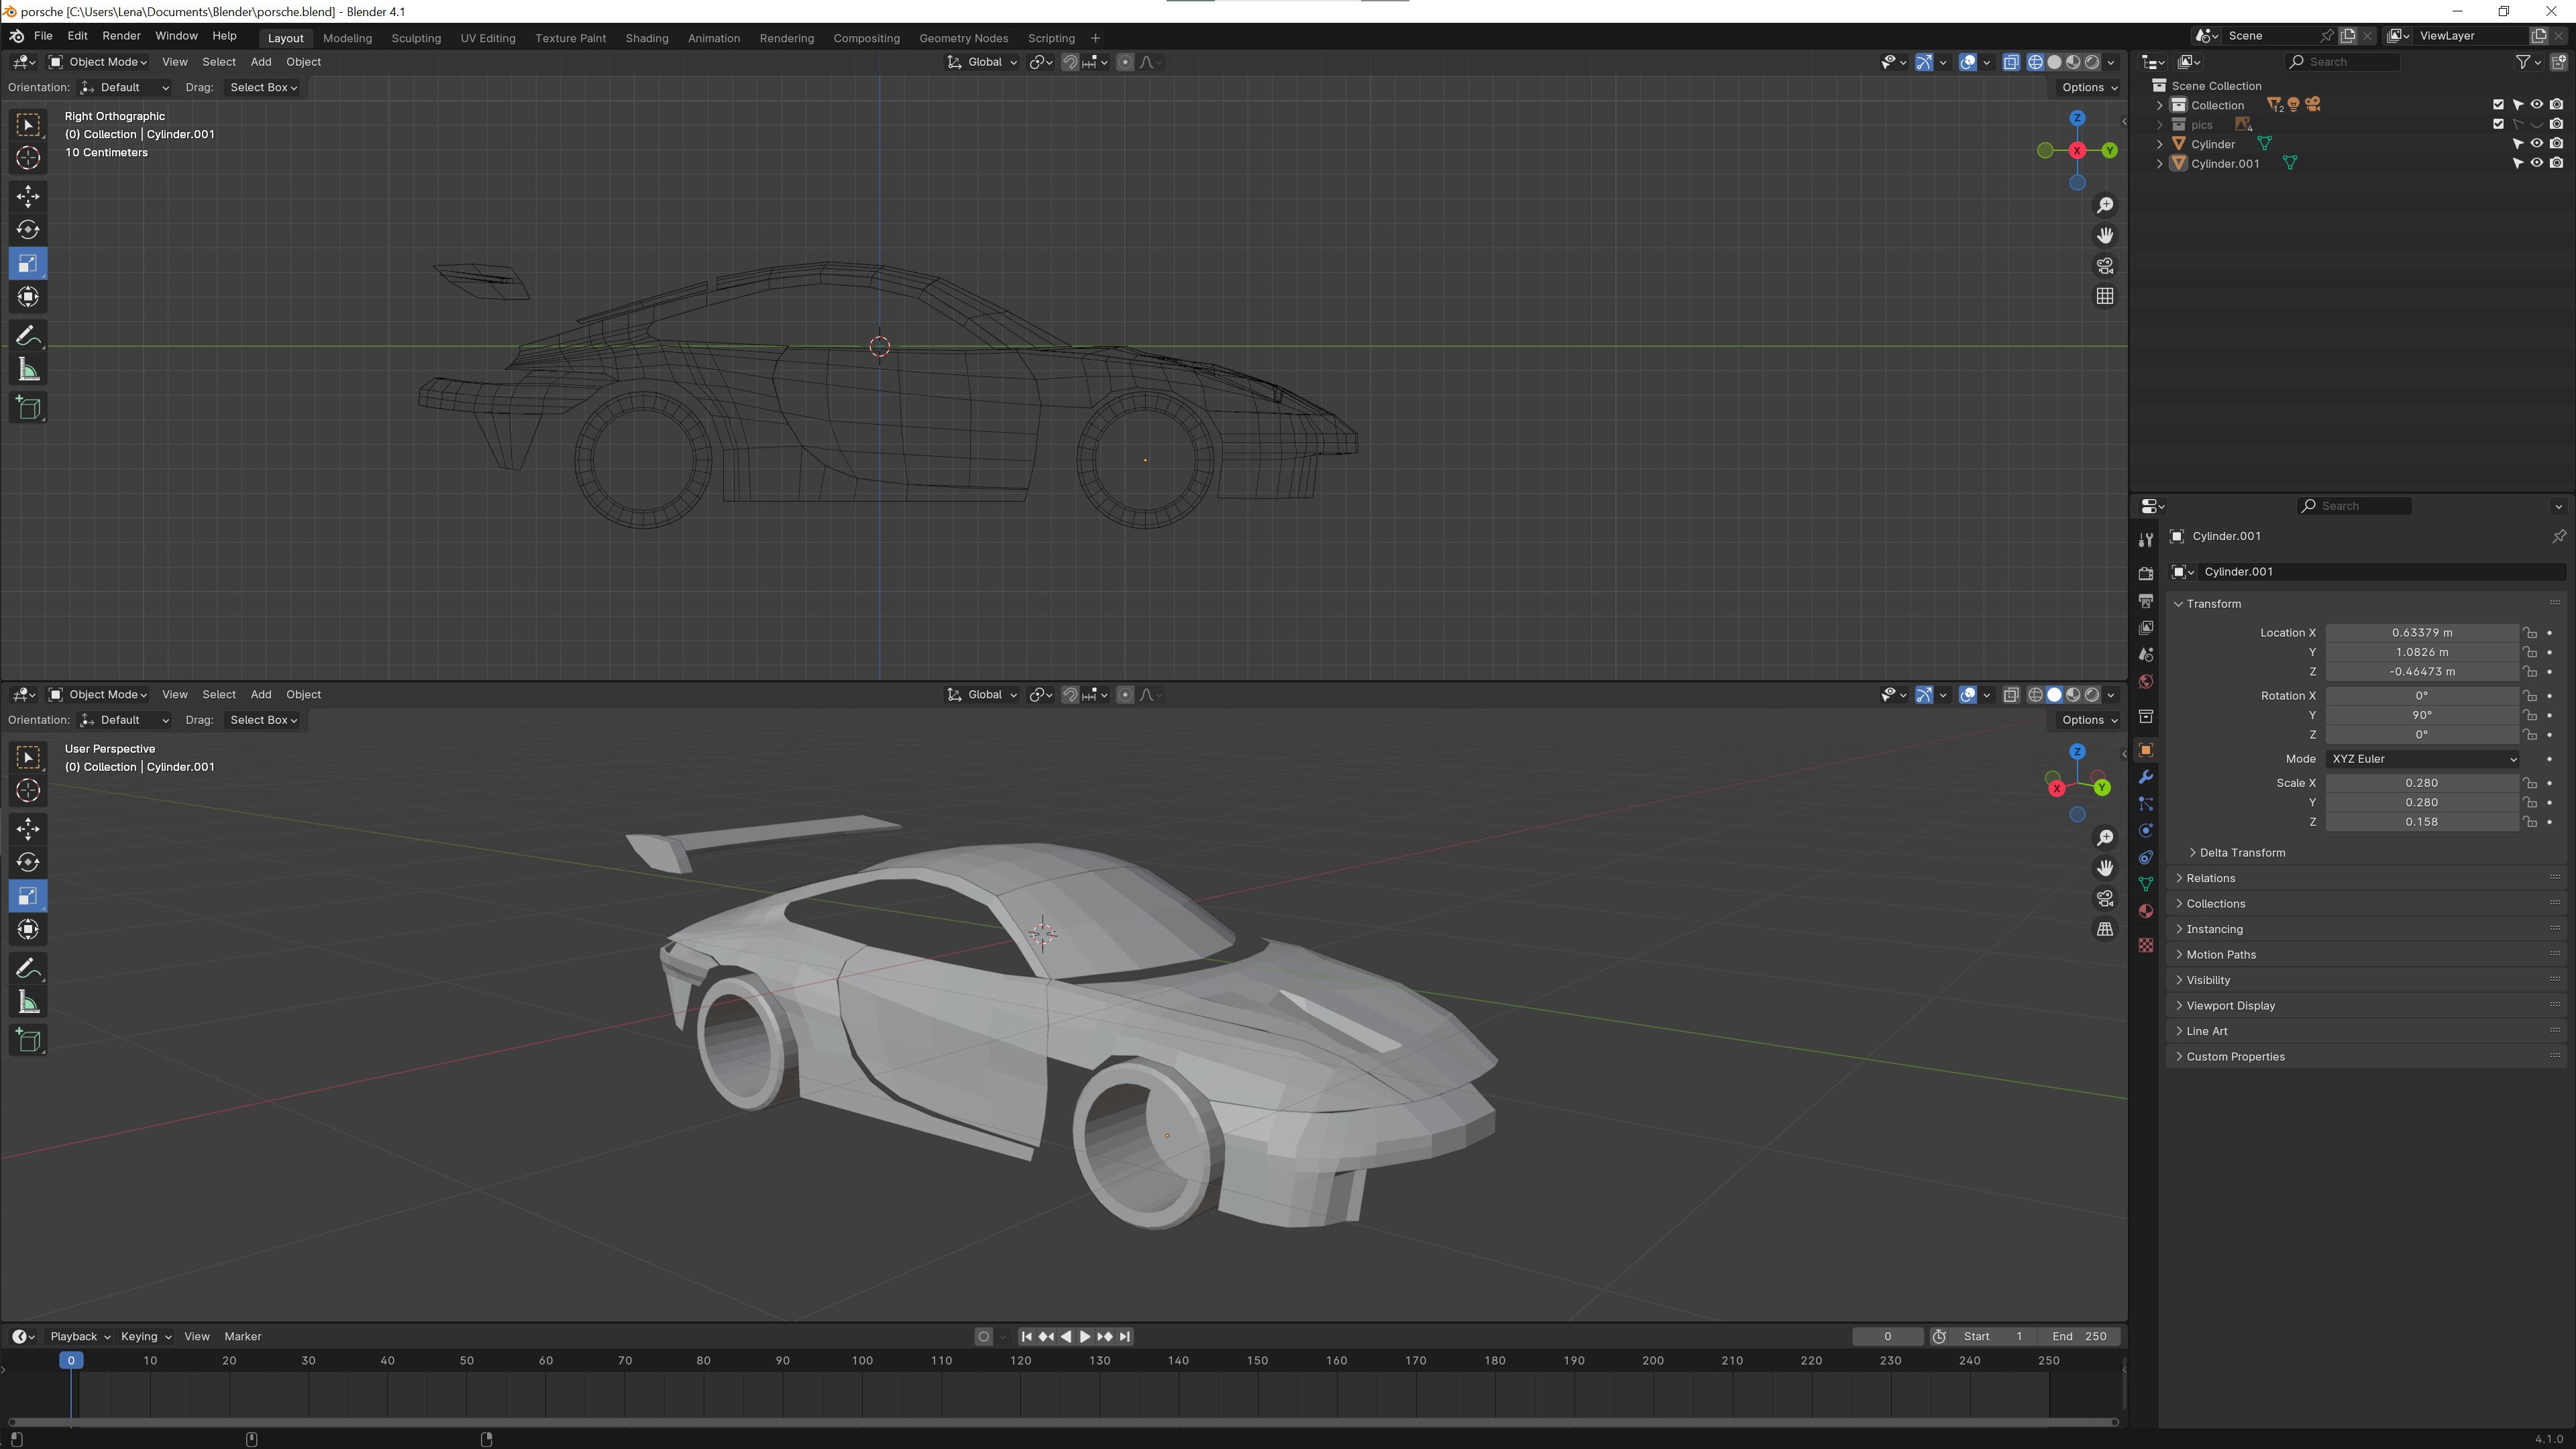 porsche [C:\Users\Lena\Documents\Blender\porsche.blend] - Blender 4.1
File Edit Render Window Help Layout Modeling Sculpting UV Editing Texture Paint Shading Animation Rendering Compositing Geometry Nodes Scripting + Scene ViewLayer
Object Mode View Select Add Object Global Search
Orientation: Default Drag: Select Box Options
Right Orthographic
(0) Collection | Cylinder.001
10 Centimeters
Z
X
Y
Scene Collection
Collection 12
pics 4
Cylinder
Cylinder.001
Search
Cylinder.001
Cylinder.001
Transform
Location X 0.63379 m
Y 1.0826 m
Z -0.46473 m
Rotation X 0°
Y 90°
Z 0°
Mode XYZ Euler
Scale X 0.280
Y 0.280
Z 0.158
Delta Transform
Relations
Collections
Instancing
Motion Paths
Visibility
Viewport Display
Line Art
Custom Properties
Object Mode View Select Add Object Global
Orientation: Default Drag: Select Box Options
User Perspective
(0) Collection | Cylinder.001
Z
X
Y
Playback Keying View Marker 0 Start 1 End 250
0 10 20 30 40 50 60 70 80 90 100 110 120 130 140 150 160 170 180 190 200 210 220 230 240 250
4.1.0